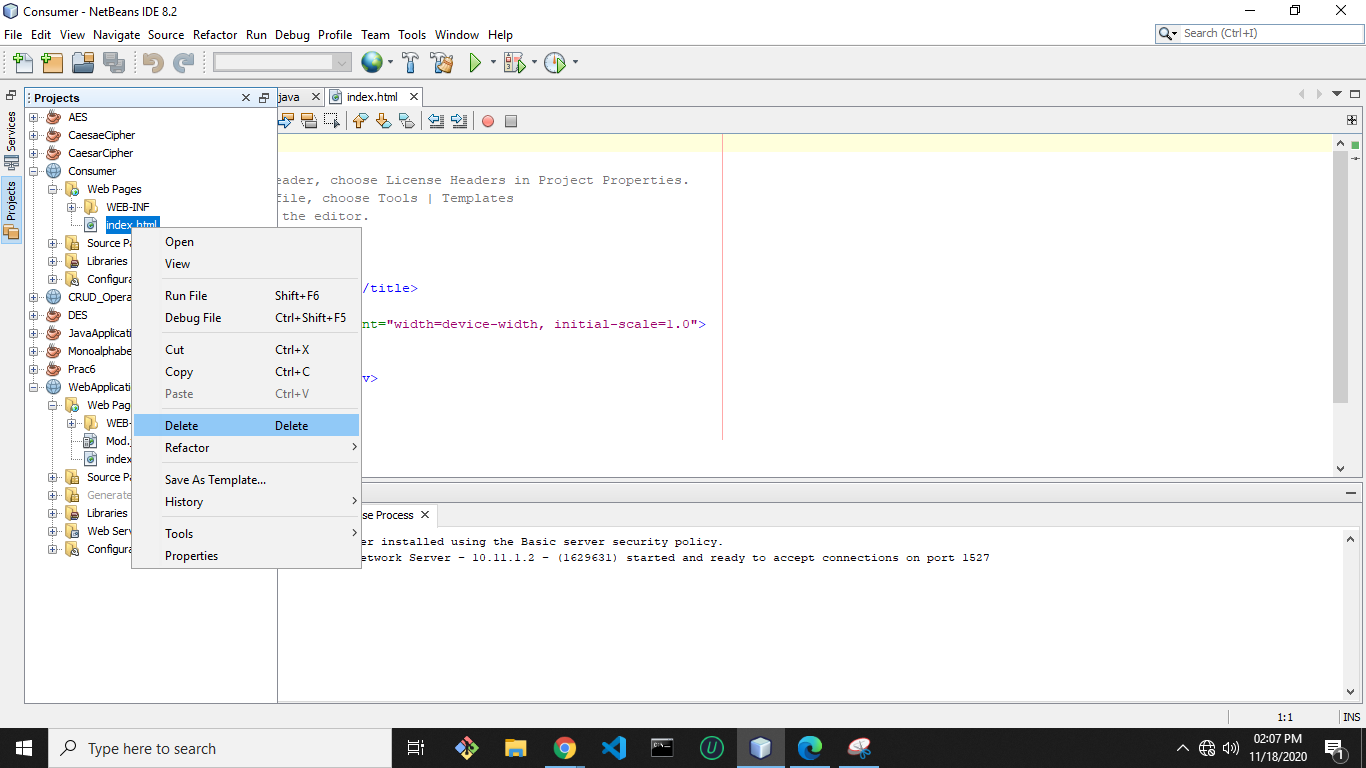 Consumer - NetBeans IDE 8.2
File Edit View Navigate Source Refactor Run Debug Profile Team Tools Window Help
Search (Ctrl+I)
Projects
java
index.html
Services
Projects
AES
CaesaeCipher
CaesarCipher
Consumer
Web Pages
WEB-INF
index.html
Source Pa
Libraries
Configura
CRUD_Opera
DES
JavaApplicati
Monoalphabe
Prac6
WebApplicati
Web Pag
WEB-
Mod.
index
Source Pa
Generate
Libraries
Web Serv
Configura
Open
View
Run File Shift+F6
Debug File Ctrl+Shift+F5
Cut Ctrl+X
Copy Ctrl+C
Paste Ctrl+V
Delete Delete
Refactor
Save As Template...
History
Tools
Properties
eader, choose License Headers in Project Properties.
file, choose Tools | Templates
the editor.
/title>
nt="width=device-width, initial-scale=1.0">
v>
se Process
er installed using the Basic server security policy.
twork Server - 10.11.1.2 - (1629631) started and ready to accept connections on port 1527
1:1 INS
Type here to search
02:07 PM
11/18/2020
1